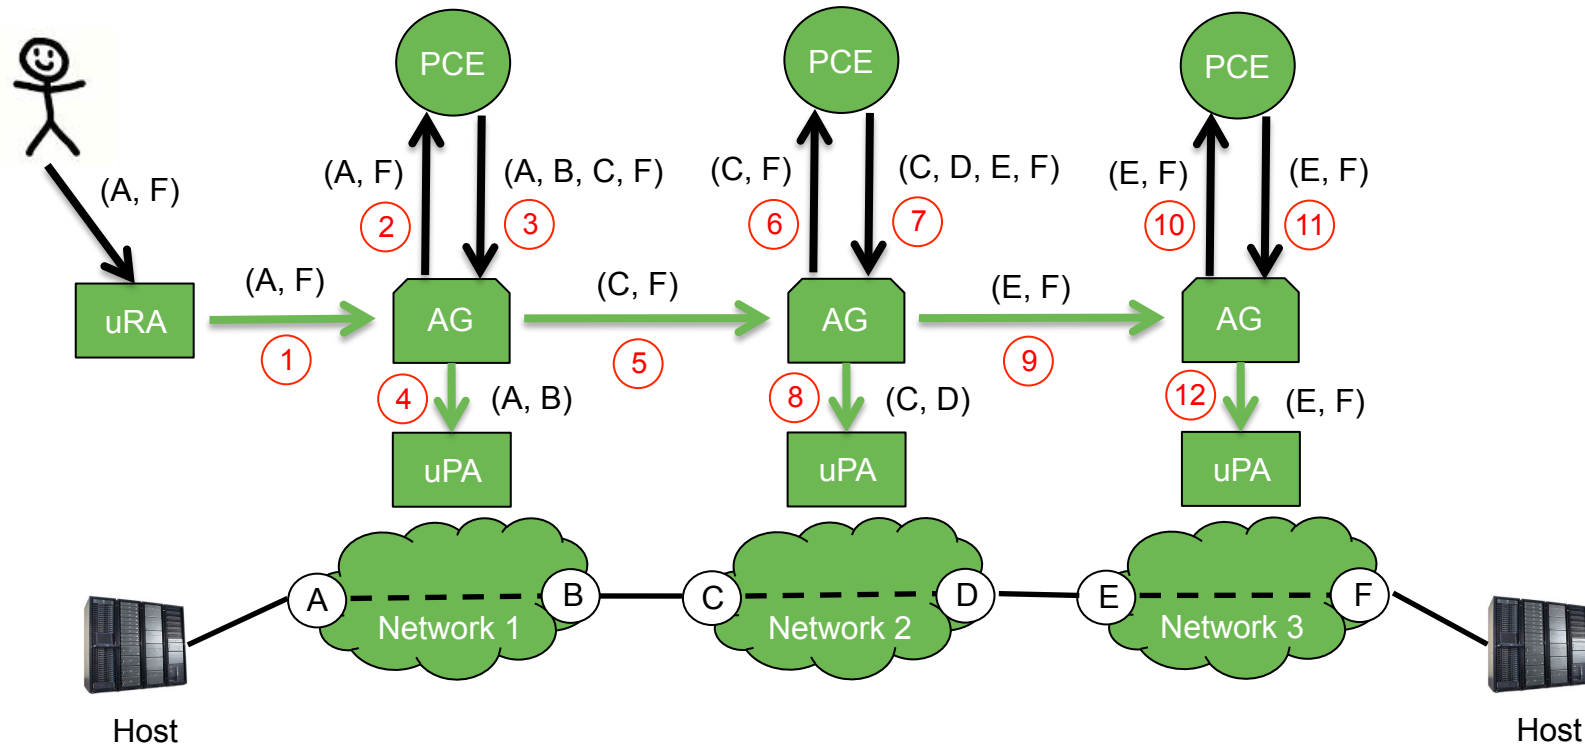 PCE
PCE
PCE
(A, F)
(A, F)
(A, B, C, F)
(C, F)
(C, D, E, F)
(E, F)
(E, F)
2
3
6
7
10
11
uRA
(A, F)
1
AG
(C, F)
5
AG
(E, F)
9
AG
4
(A, B)
8
(C, D)
12
(E, F)
uPA
uPA
uPA
A
B
C
D
E
F
Network 1
Network 2
Network 3
Host
Host